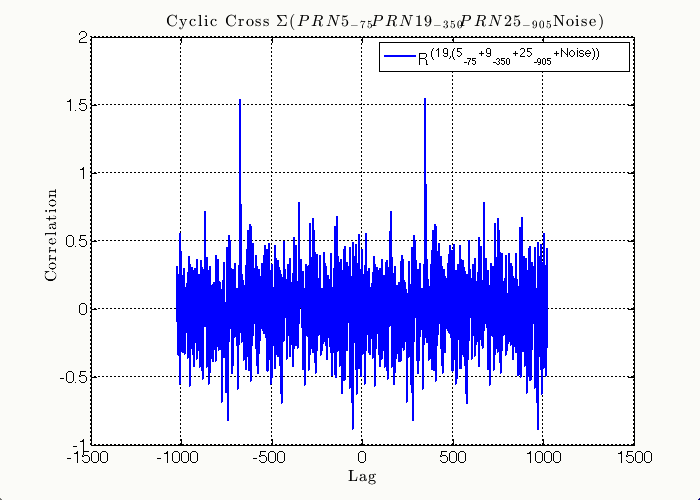 Cyclic Cross Σ(PRN5₋₇₅PRN19₋₃₅₀PRN25₋₉₀₅Noise)
R(19,(5₋₇₅+9₋₃₅₀+25₋₉₀₅+Noise))
2
1.5
1
0.5
0
-0.5
-1
Correlation
-1500 -1000 -500 0 500 1000 1500
Lag